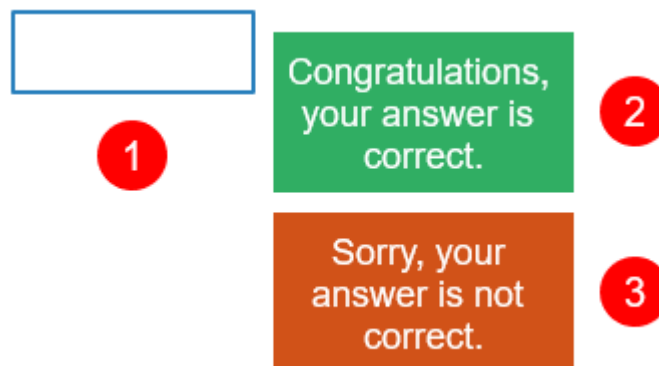 Congratulations,
your answer is
correct.
2
1
Sorry, your
answer is not
correct.
3